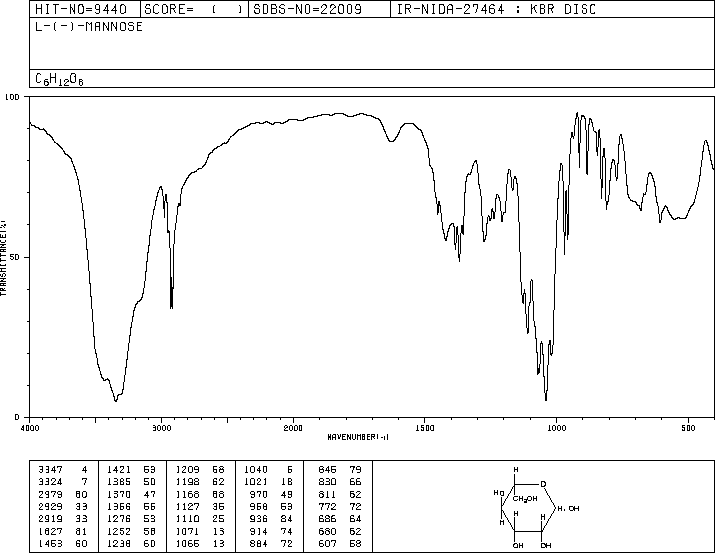 HIT-NO=9440 SCORE= ( ) SDBS-NO=22009 IR-NIDA-27464 : KBR DISC
L-(-)-MANNOSE
C6H12O6
100
50
0
TRANSMITTANCE(%)
4000 3000 2000 1500 1000 500
WAVENUMBER(-1)
3347 4 1421 53 1209 58 1040 5 845 79
3324 7 1385 50 1198 62 1021 18 830 66
2979 60 1370 47 1168 68 970 49 811 62
2929 33 1356 55 1127 35 958 53 772 72
2919 33 1276 53 1110 25 936 84 686 64
1627 81 1252 58 1071 13 914 74 680 62
1453 60 1238 60 1065 13 884 72 607 58
H
O
HO CH2OH H, OH
H H H
OH OH